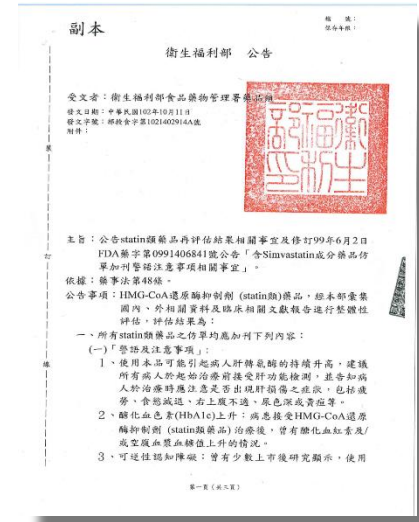 副本
檔　號：
保存年限：
衛生福利部　公告
受文者：衛生福利部食品藥物管理署藥品組
發文日期：中華民國102年10月11日
發文字號：部授食字第1021402914A號
附件：
衛生福利部印
主旨：公告statin類藥品再評估結果相關事宜及修訂99年6月2日
FDA藥字第0991406841號公告「含Simvastatin成分藥品仿
單加刊警語注意事項相關事宜」。
依據：藥事法第48條。
公告事項：HMG-CoA還原酶抑制劑 (statin類)藥品，經本部彙集
國內、外相關資料及臨床相關文獻報告進行整體性
評估，評估結果為：
一、所有statin類藥品之仿單均應加刊下列內容：
(一)「警語及注意事項」：
1、使用本品可能引起病人肝轉氨酶的持續升高，建議
所有病人於起始治療前接受肝功能檢測，並告知病
人於治療時應注意是否出現肝損傷之症狀，包括疲
勞、食慾減退、右上腹不適、尿色深或黃疸等。
2、醣化血色素(HbA1c)上升：病患接受HMG-CoA還原
酶抑制劑 (statin類)治療後，曾有醣化血紅素及/
或空腹血漿血糖值上升的情況。
3、可逆性認知障礙：曾有少數上市後研究顯示，使用
裝
訂
線
第一頁（共三頁）